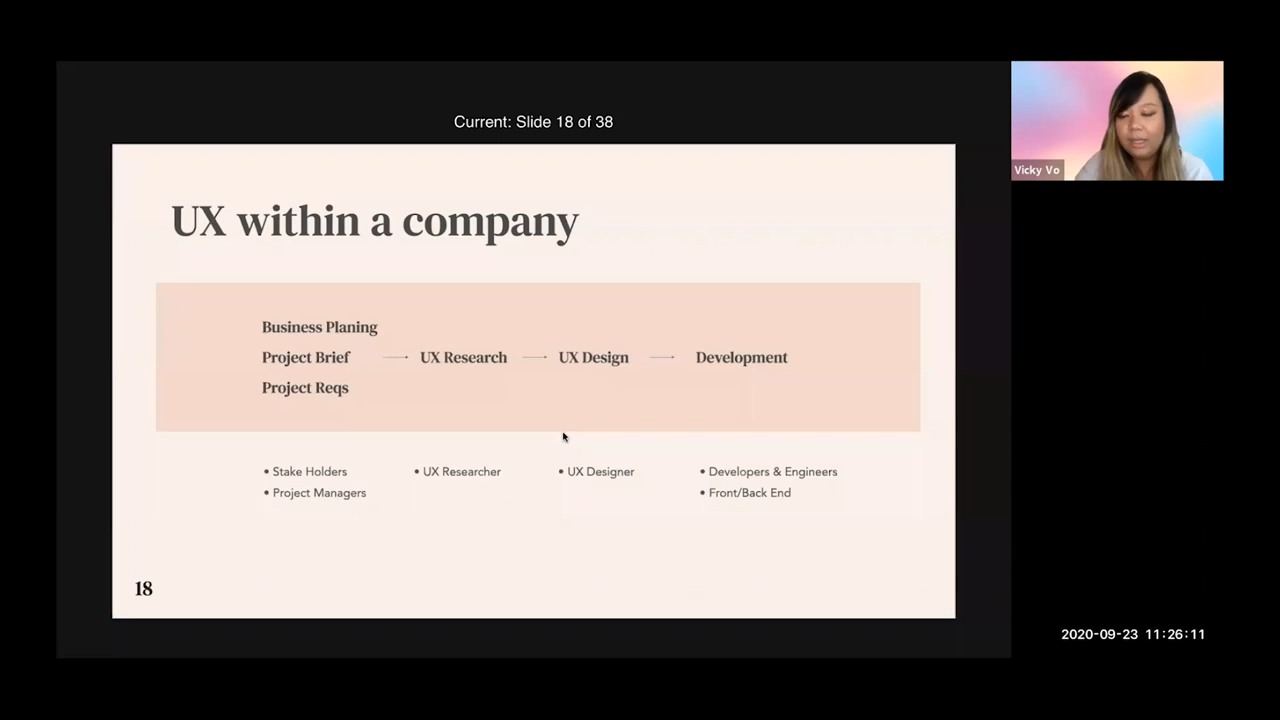 Current: Slide 18 of 38
Vicky Vo
UX within a company
Business Planing
Project Brief → UX Research → UX Design → Development
Project Reqs
• Stake Holders • UX Researcher • UX Designer • Developers & Engineers
• Project Managers • Front/Back End
18
2020-09-23 11:26:11